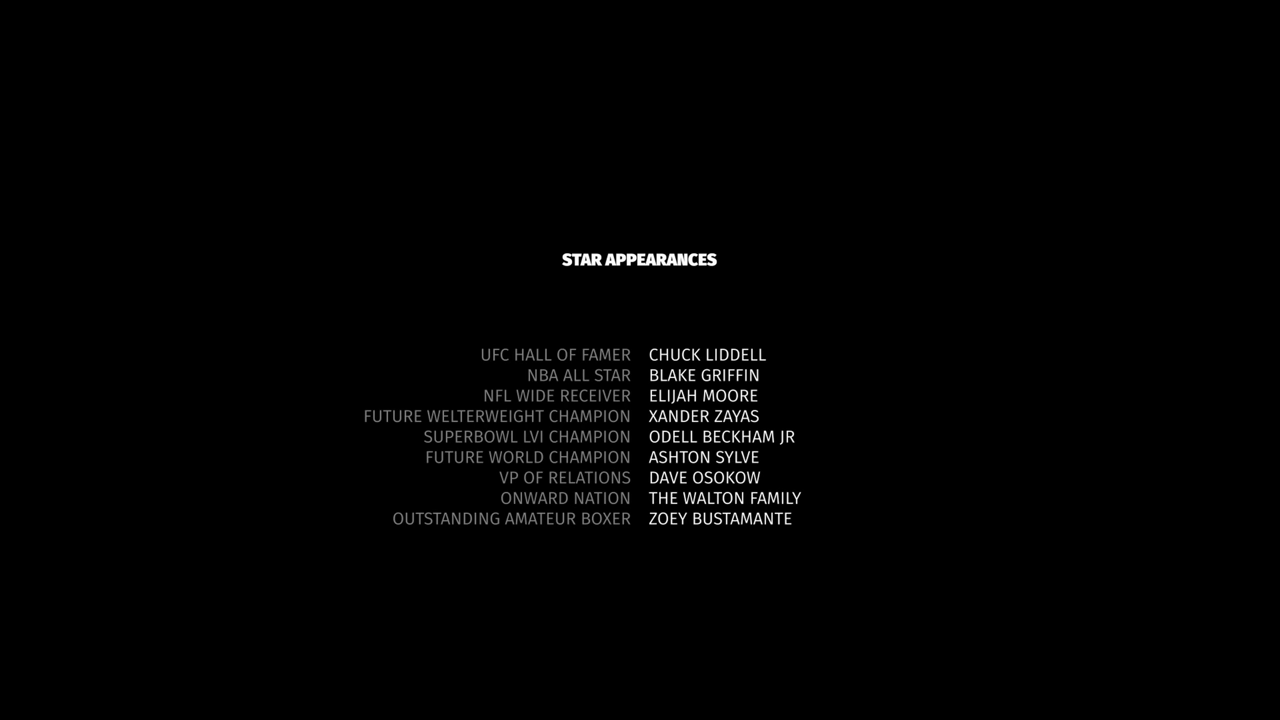 STAR APPEARANCES
UFC HALL OF FAMER CHUCK LIDDELL
NBA ALL STAR BLAKE GRIFFIN
NFL WIDE RECEIVER ELIJAH MOORE
FUTURE WELTERWEIGHT CHAMPION XANDER ZAYAS
SUPERBOWL LVI CHAMPION ODELL BECKHAM JR
FUTURE WORLD CHAMPION ASHTON SYLVE
VP OF RELATIONS DAVE OSOKOW
ONWARD NATION THE WALTON FAMILY
OUTSTANDING AMATEUR BOXER ZOEY BUSTAMANTE